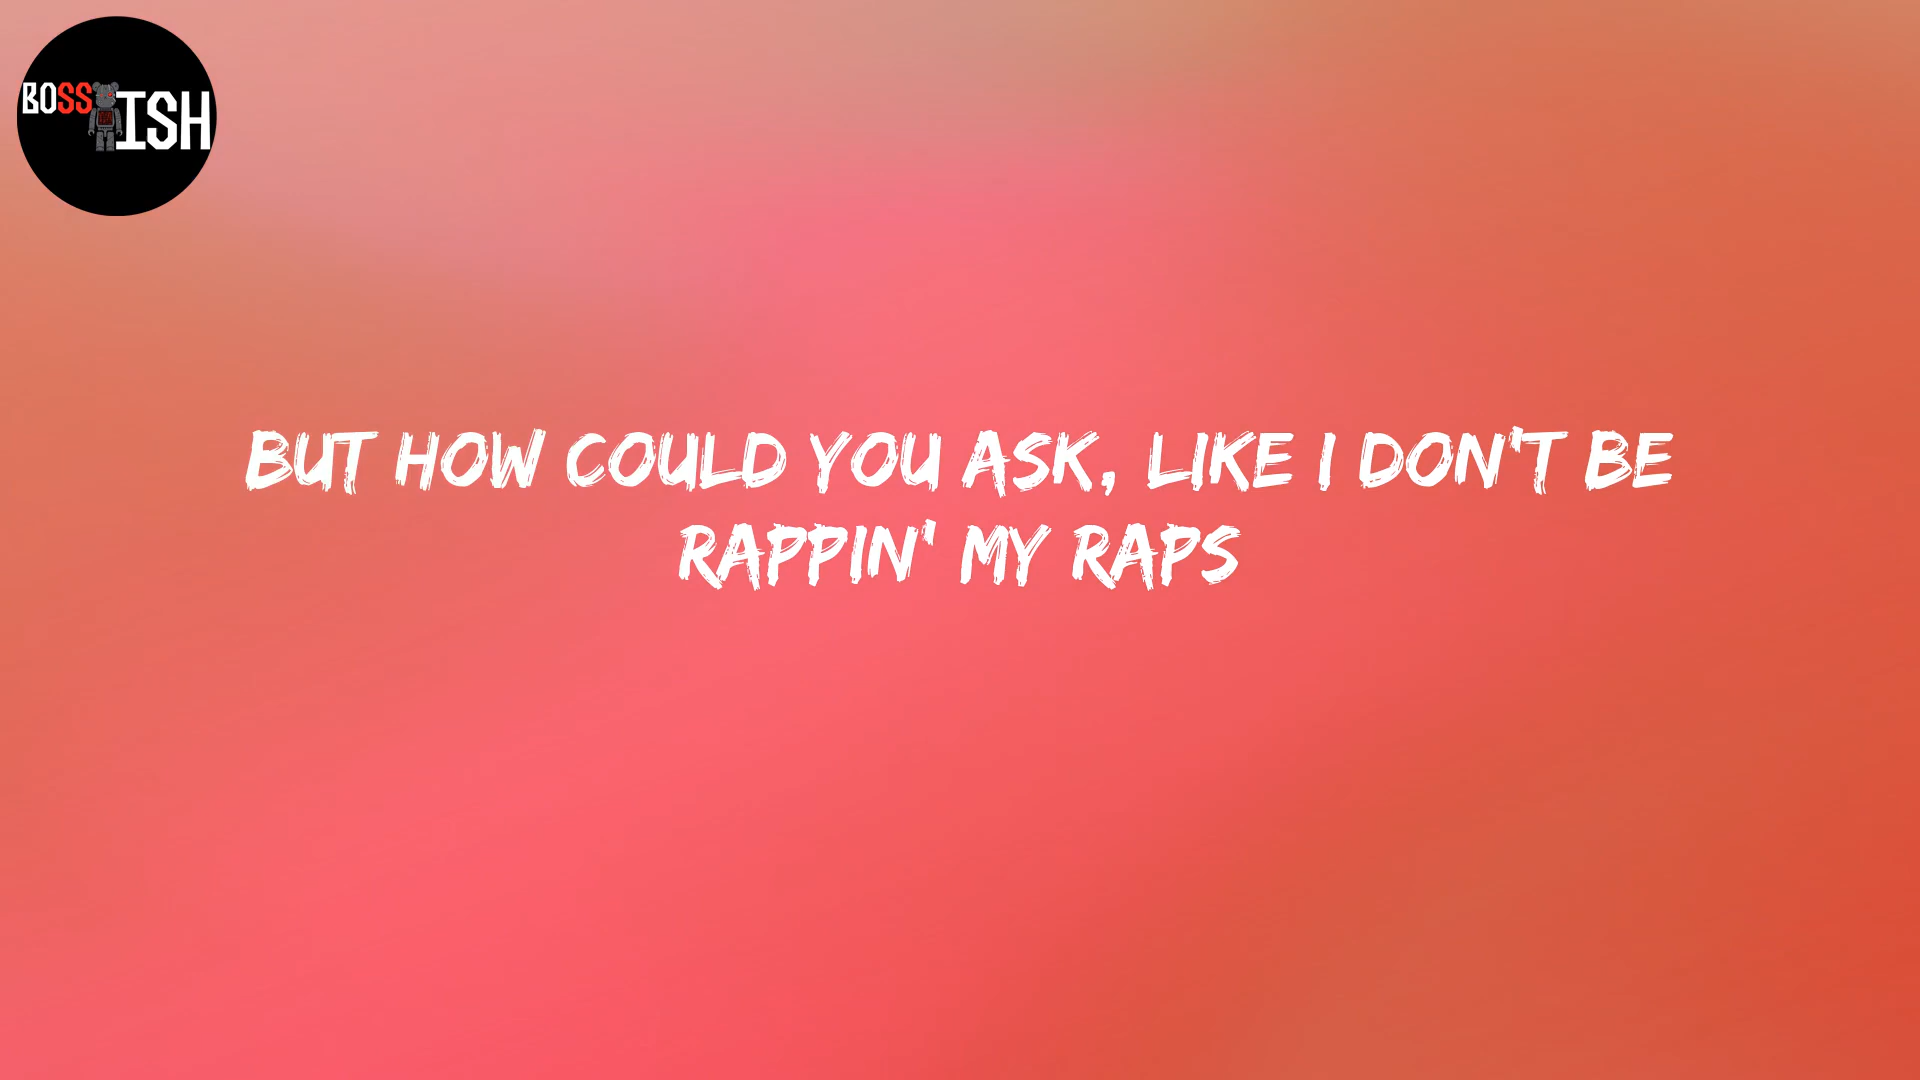 BOSS ISH
BUT HOW COULD YOU ASK, LIKE I DON'T BE
RAPPIN' MY RAPS